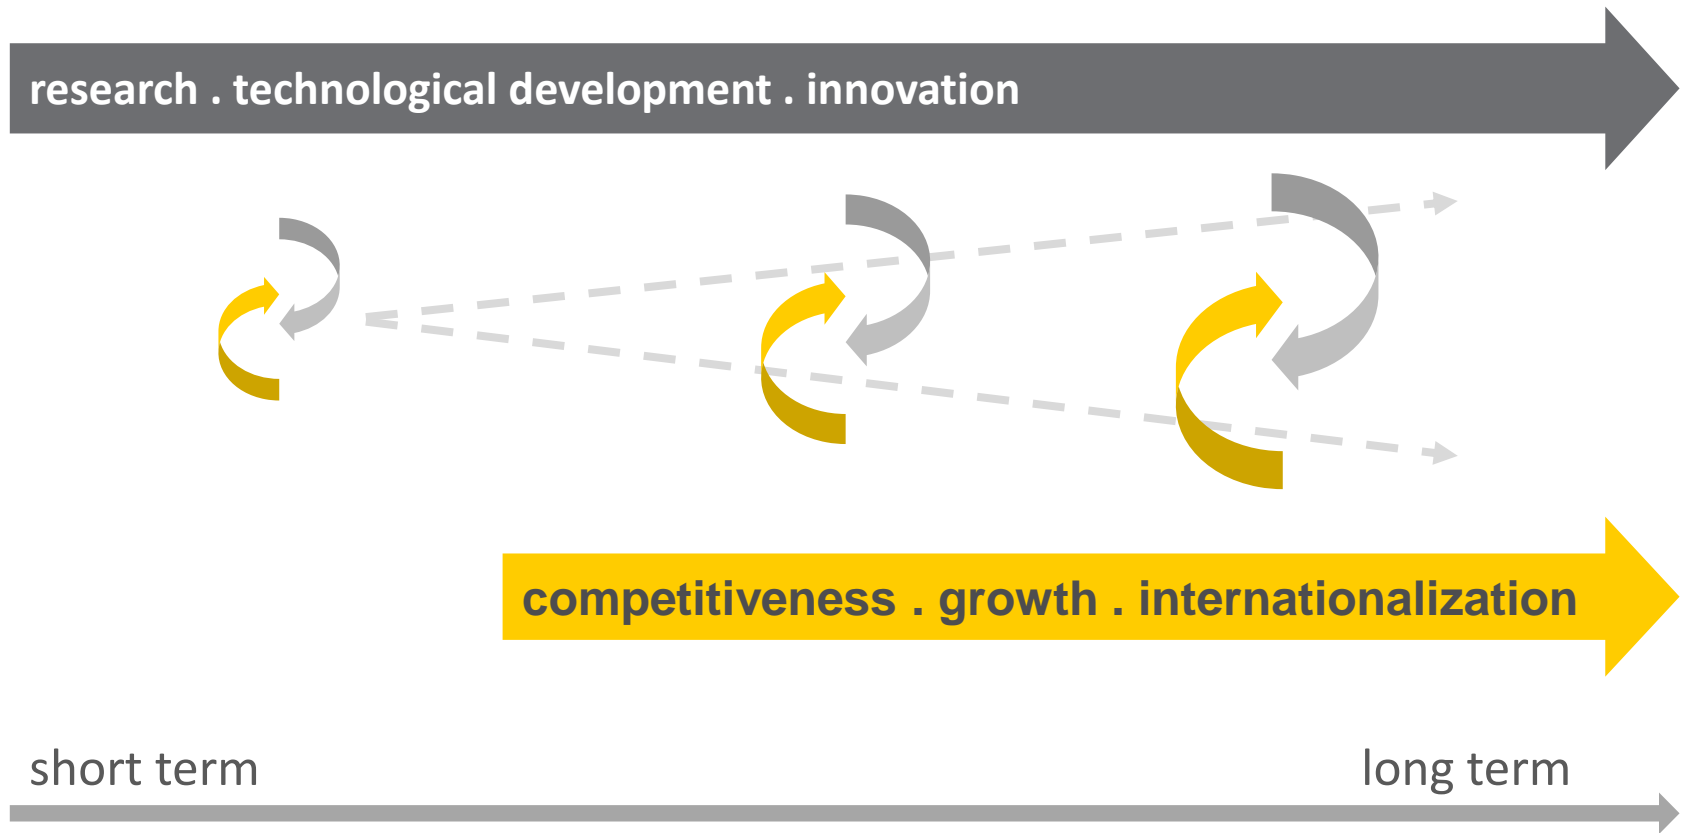 research . technological development . innovation
competitiveness . growth . internationalization
short term
long term